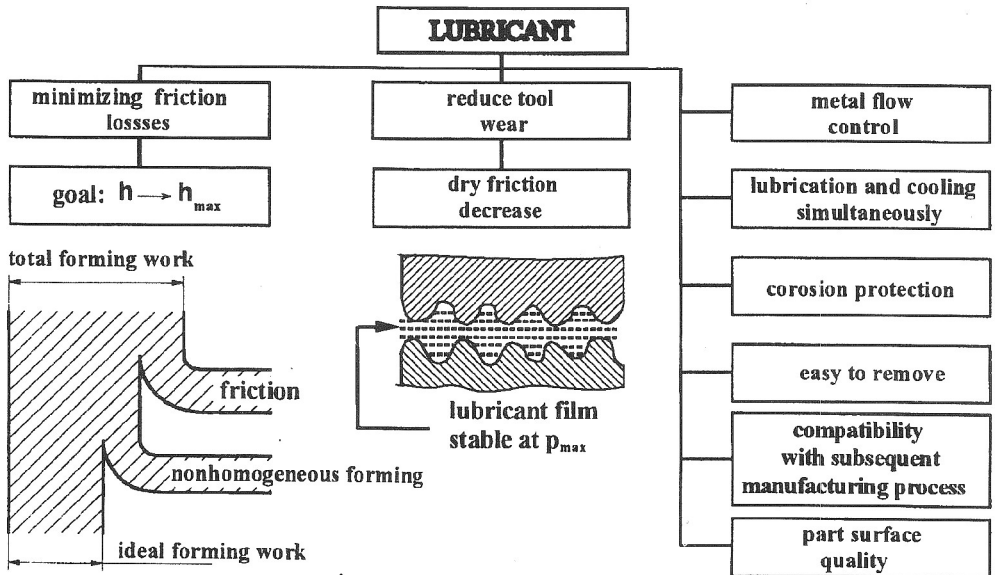 LUBRICANT
minimizing friction
lossses
goal: h → h max
reduce tool
wear
dry friction
decrease
metal flow
control
lubrication and cooling
simultaneously
corosion protection
easy to remove
compatibility
with subsequent
manufacturing process
part surface
quality
total forming work
friction
nonhomogeneous forming
ideal forming work
lubricant film
stable at pmax